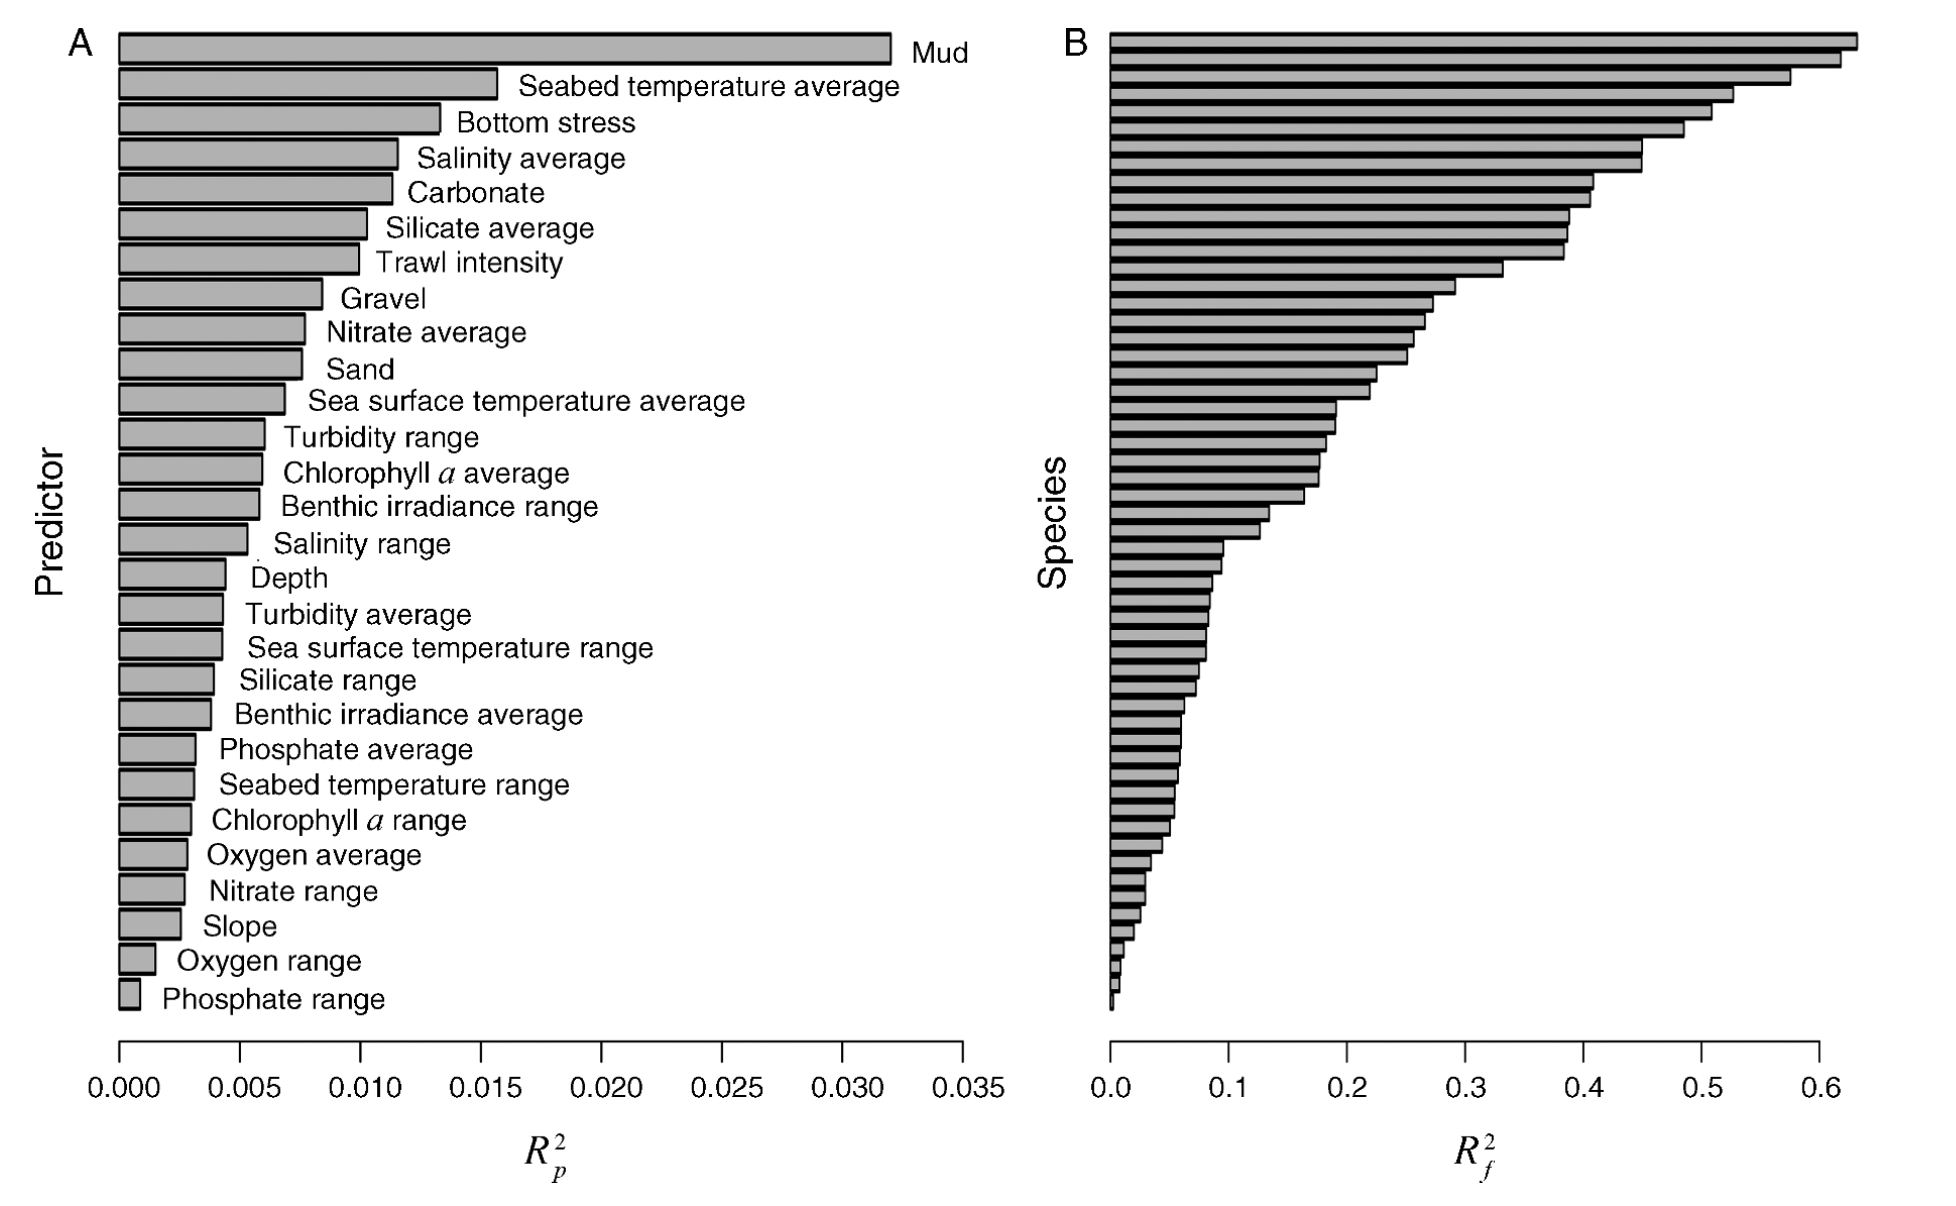 A
Mud
Seabed temperature average
Bottom stress
Salinity average
Carbonate
Silicate average
Trawl intensity
Gravel
Nitrate average
Sand
Sea surface temperature average
Turbidity range
Chlorophyll a average
Benthic irradiance range
Salinity range
Depth
Turbidity average
Sea surface temperature range
Silicate range
Benthic irradiance average
Phosphate average
Seabed temperature range
Chlorophyll a range
Oxygen average
Nitrate range
Slope
Oxygen range
Phosphate range
Predictor
0.000 0.005 0.010 0.015 0.020 0.025 0.030 0.035
R²ₚ
B
Species
0.0 0.1 0.2 0.3 0.4 0.5 0.6
R²f